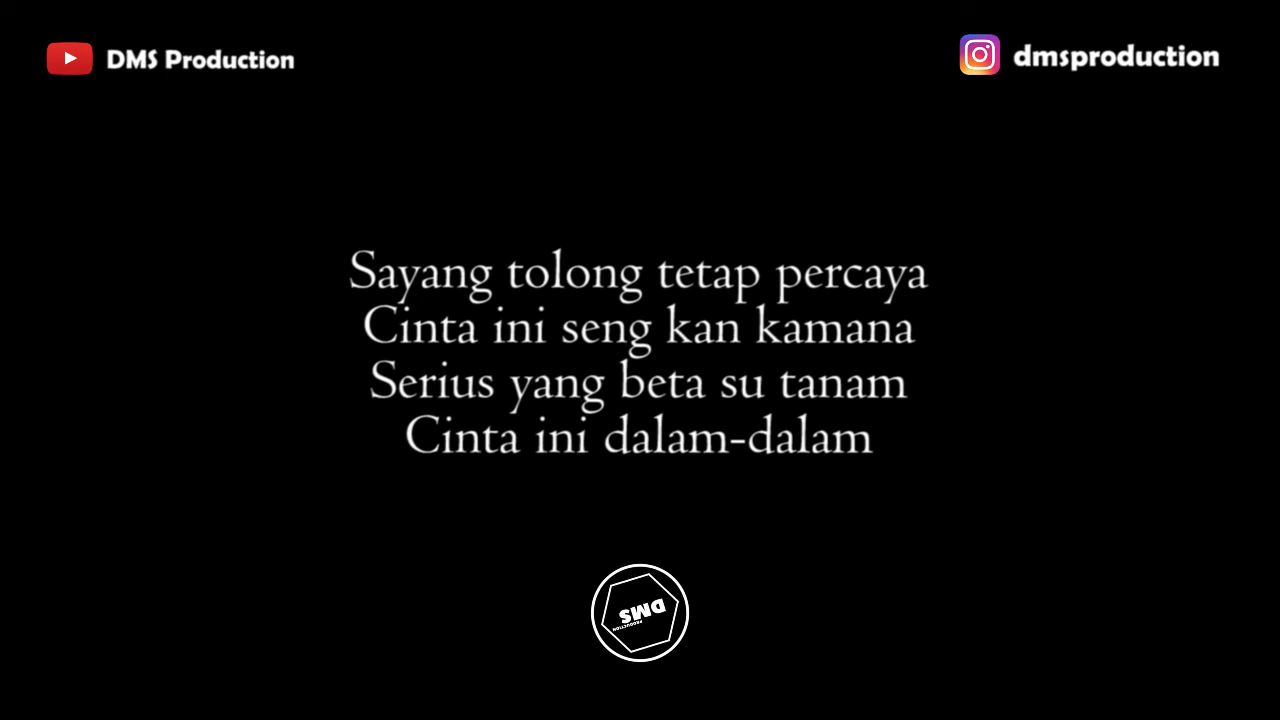 DMS Production
dmsproduction
Sayang tolong tetap percaya
Cinta ini seng kan kamana
Serius yang beta su tanam
Cinta ini dalam-dalam
DMS
PRODUCTION